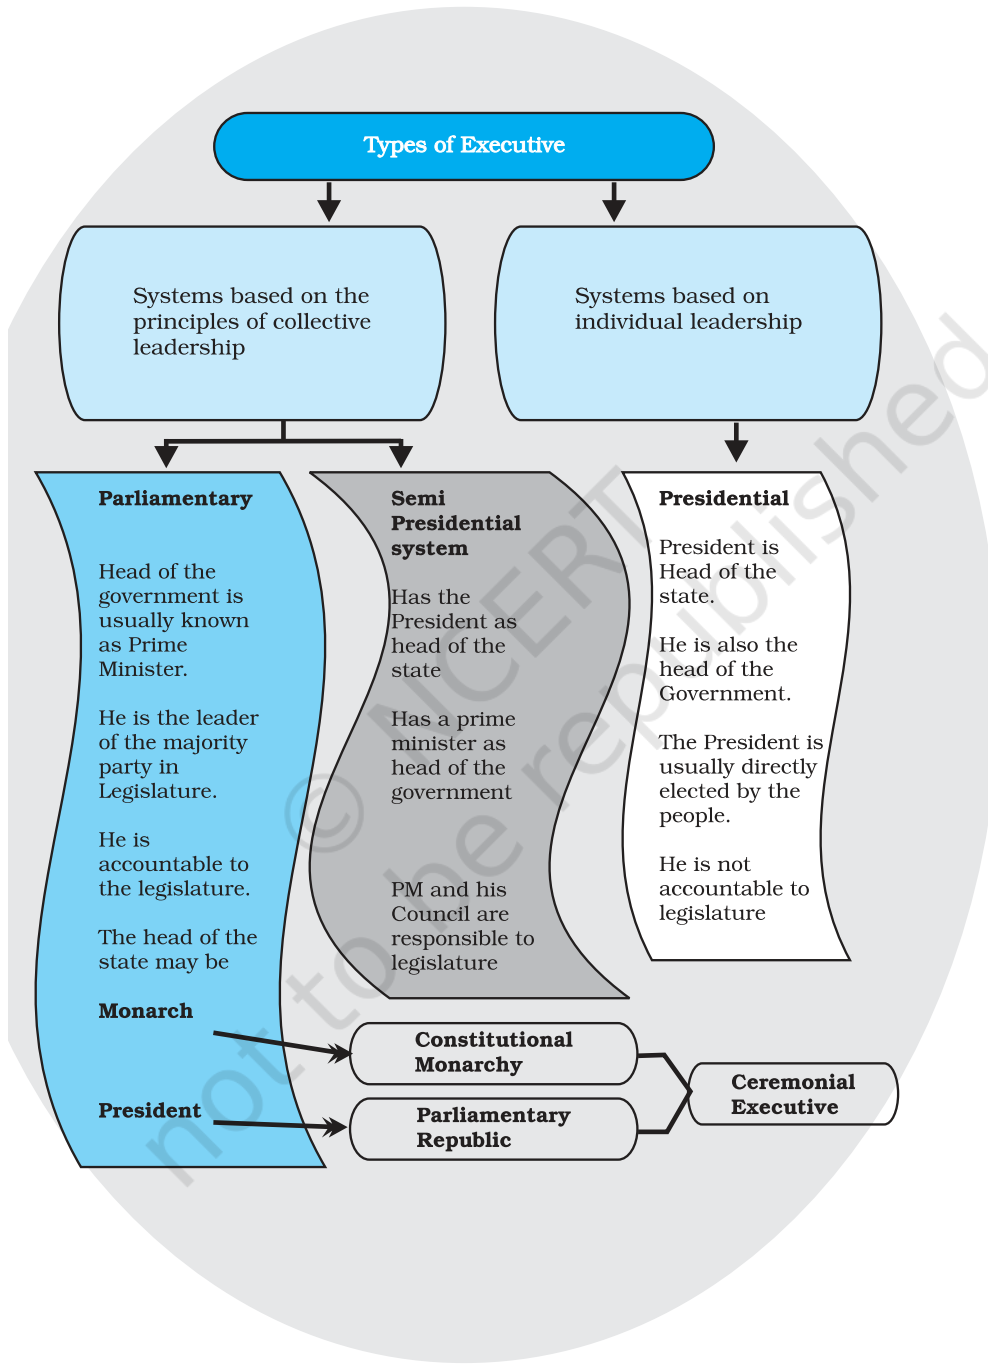 Types of Executive
Systems based on the
principles of collective
leadership
Systems based on
individual leadership
Parliamentary
Head of the
government is
usually known
as Prime
Minister.
He is the leader
of the majority
party in
Legislature.
He is
accountable to
the legislature.
The head of the
state may be
Monarch
President
Semi
Presidential
system
Has the
President as
head of the
state
Has a prime
minister as
head of the
government
PM and his
Council are
responsible to
legislature
Presidential
President is
Head of the
state.
He is also the
head of the
Government.
The President is
usually directly
elected by the
people.
He is not
accountable to
legislature
Constitutional
Monarchy
Parliamentary
Republic
Ceremonial
Executive
© NCERT
not to be republished